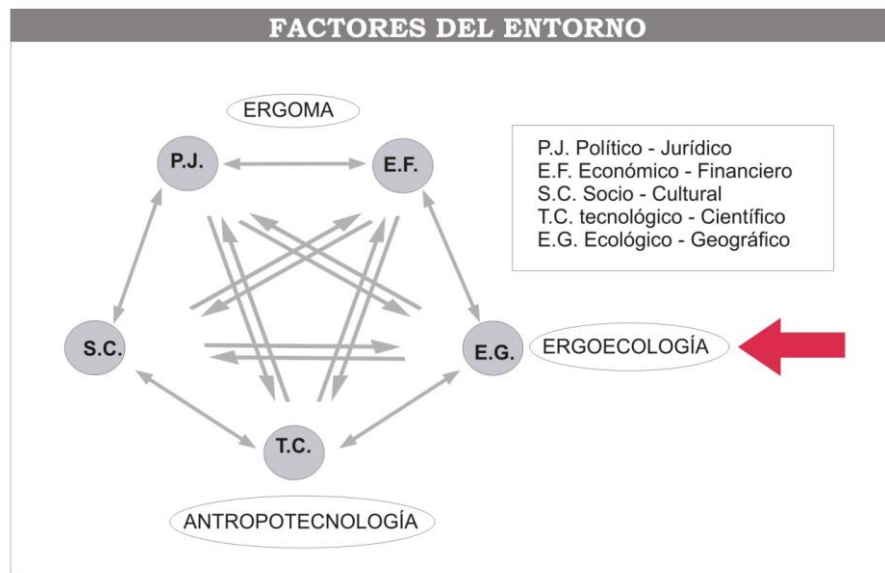 FACTORES DEL ENTORNO
ERGOMA
P.J.
E.F.
P.J. Político - Jurídico
E.F. Económico - Financiero
S.C. Socio - Cultural
T.C. tecnológico - Científico
E.G. Ecológico - Geográfico
S.C.
E.G.
ERGOECOLOGÍA
T.C.
ANTROPOTECNOLOGÍA